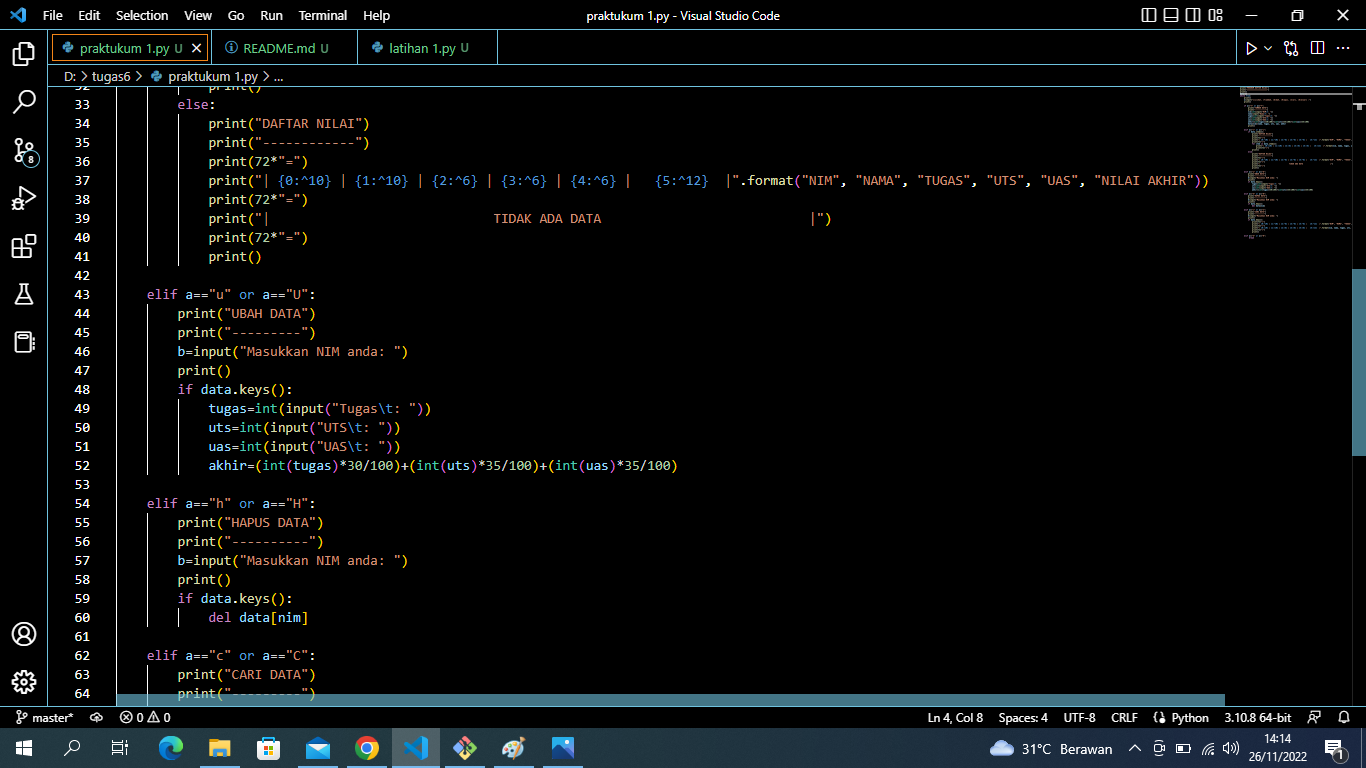 File Edit Selection View Go Run Terminal Help praktukum 1.py - Visual Studio Code
praktukum 1.py U README.md U latihan 1.py U
D: > tugas6 > praktukum 1.py > ...
32 print()
33 else:
34 print("DAFTAR NILAI")
35 print("------------")
36 print(72*"=")
37 print("| {0:^10} | {1:^10} | {2:^6} | {3:^6} | {4:^6} |   {5:^12}  |".format("NIM", "NAMA", "TUGAS", "UTS", "UAS", "NILAI AKHIR"))
38 print(72*"=")
39 print("|                             TIDAK ADA DATA                           |")
40 print(72*"=")
41 print()
42
43 elif a=="u" or a=="U":
44 print("UBAH DATA")
45 print("---------")
46 b=input("Masukkan NIM anda: ")
47 print()
48 if data.keys():
49 tugas=int(input("Tugas\t: "))
50 uts=int(input("UTS\t: "))
51 uas=int(input("UAS\t: "))
52 akhir=(int(tugas)*30/100)+(int(uts)*35/100)+(int(uas)*35/100)
53
54 elif a=="h" or a=="H":
55 print("HAPUS DATA")
56 print("----------")
57 b=input("Masukkan NIM anda: ")
58 print()
59 if data.keys():
60 del data[nim]
61
62 elif a=="c" or a=="C":
63 print("CARI DATA")
64 print("---------")
8
master* 0 0 Ln 4, Col 8 Spaces: 4 UTF-8 CRLF Python 3.10.8 64-bit
31°C Berawan 14:14
26/11/2022 1